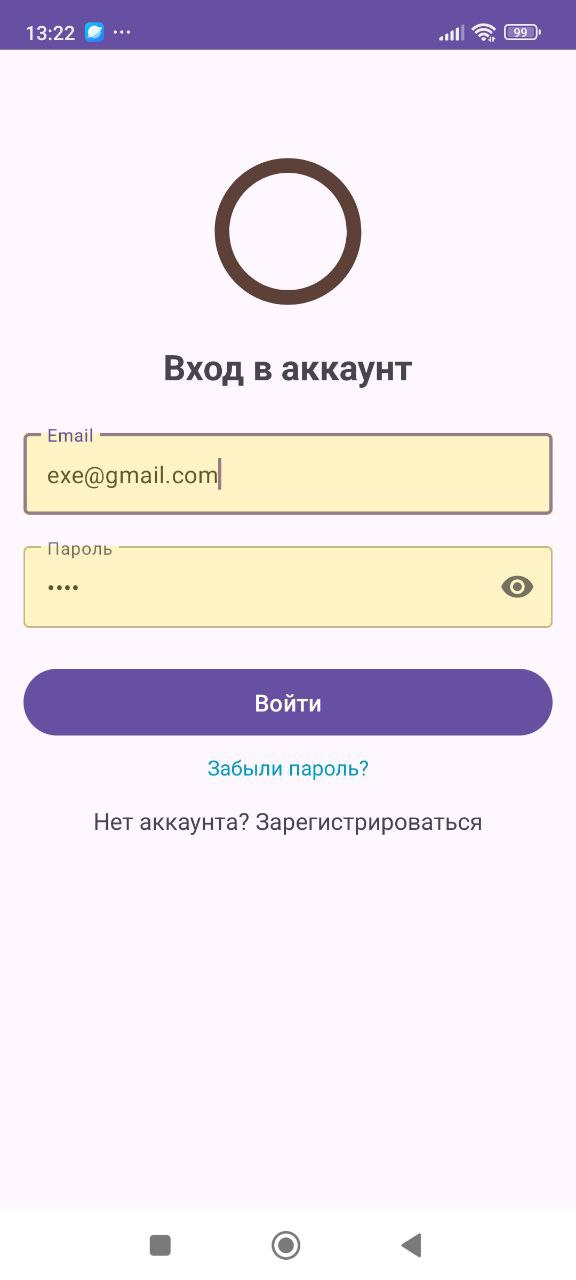 13:22
99
Вход в аккаунт
Email
exe@gmail.com
Пароль
••••
Войти
Забыли пароль?
Нет аккаунта? Зарегистрироваться